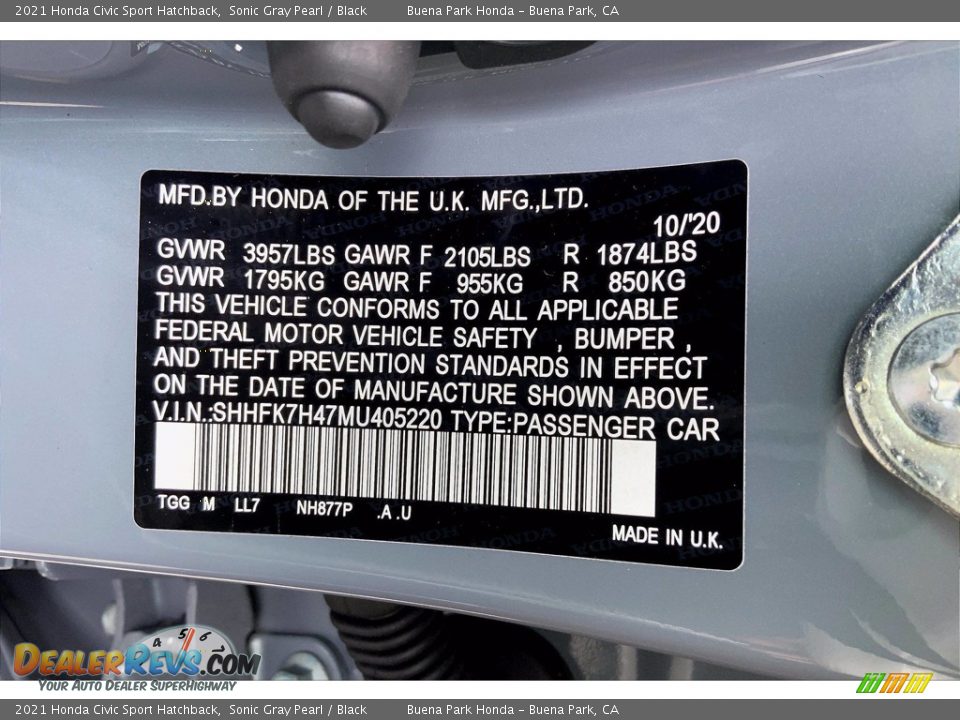 2021 Honda Civic Sport Hatchback, Sonic Gray Pearl / Black Buena Park Honda - Buena Park, CA
MFD.BY HONDA OF THE U.K. MFG.,LTD.
10/'20
GVWR 3957LBS GAWR F 2105LBS R 1874LBS
GVWR 1795KG GAWR F 955KG R 850KG
THIS VEHICLE CONFORMS TO ALL APPLICABLE
FEDERAL MOTOR VEHICLE SAFETY , BUMPER ,
AND THEFT PREVENTION STANDARDS IN EFFECT
ON THE DATE OF MANUFACTURE SHOWN ABOVE.
V.I.N.:SHHFK7H47MU405220 TYPE:PASSENGER CAR
TGG M LL7 NH877P .A .U
MADE IN U.K.
4 5 6
DEALERREVS.COM
YOUR AUTO DEALER SUPERHIGHWAY
2021 Honda Civic Sport Hatchback, Sonic Gray Pearl / Black Buena Park Honda - Buena Park, CA